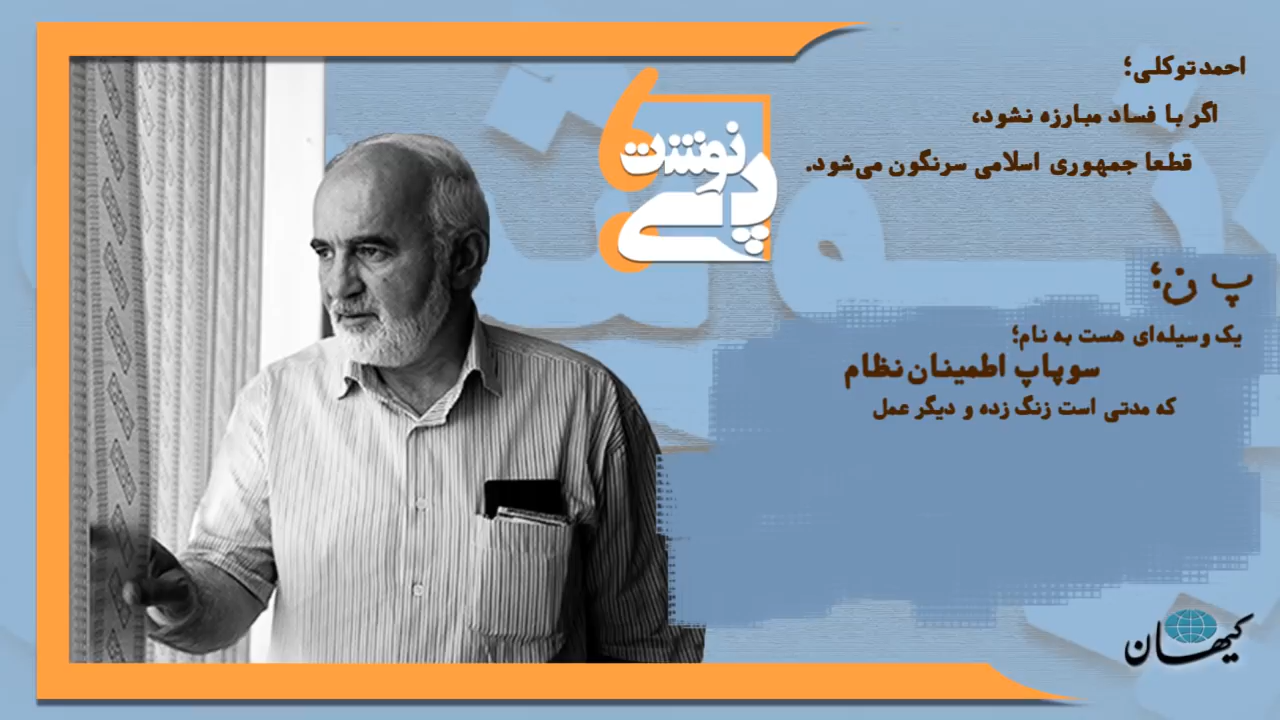 احمد توکلی؛
اگر با فساد مبارزه نشود،
قطعا جمهوری اسلامی سرنگون می‌شود.
پی نوشت
پ ن؛
یک وسیله‌ای هست به نام؛
سوپاپ اطمینان نظام
که مدتی است زنگ زده و دیگر عمل
کیهان